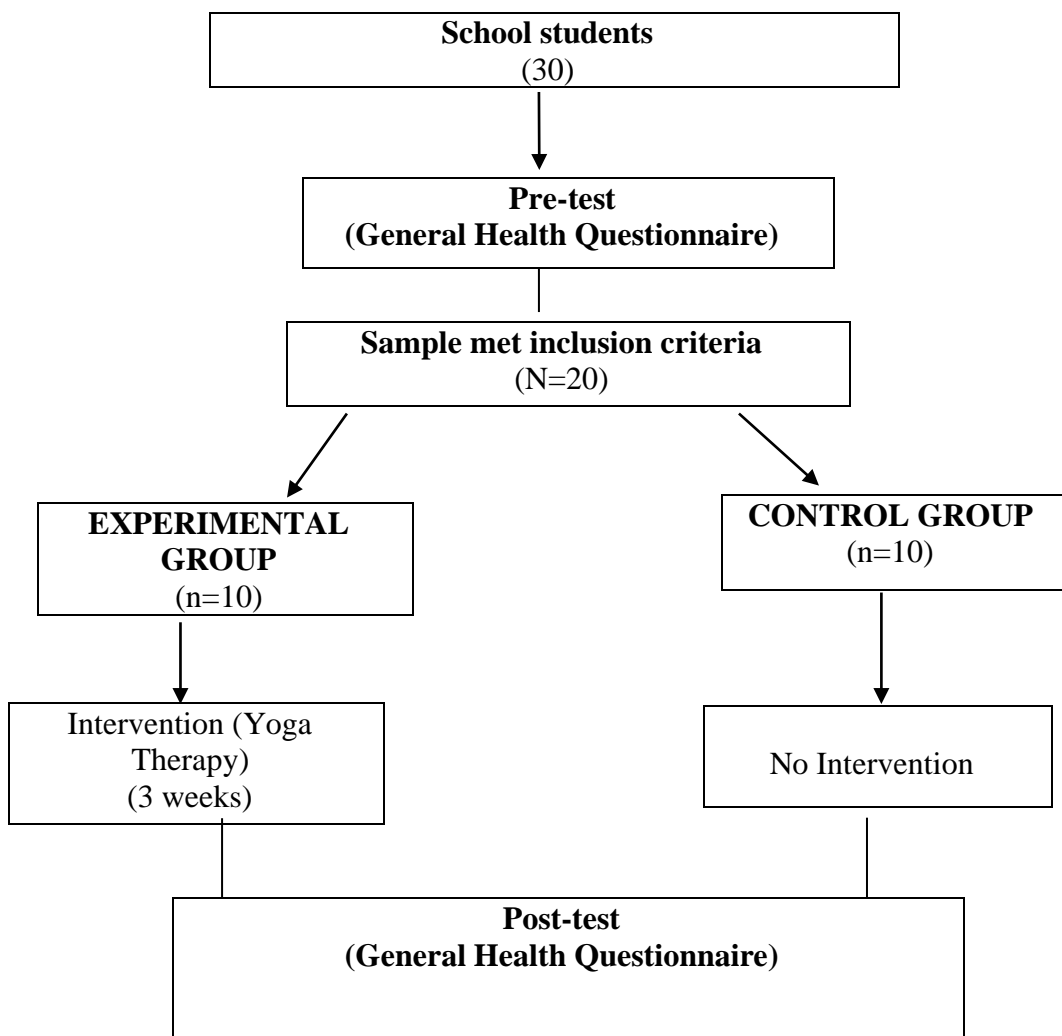 School students
(30)
Pre-test
(General Health Questionnaire)
Sample met inclusion criteria
(N=20)
EXPERIMENTAL
GROUP
(n=10)
CONTROL GROUP
(n=10)
Intervention (Yoga
Therapy)
(3 weeks)
No Intervention
Post-test
(General Health Questionnaire)